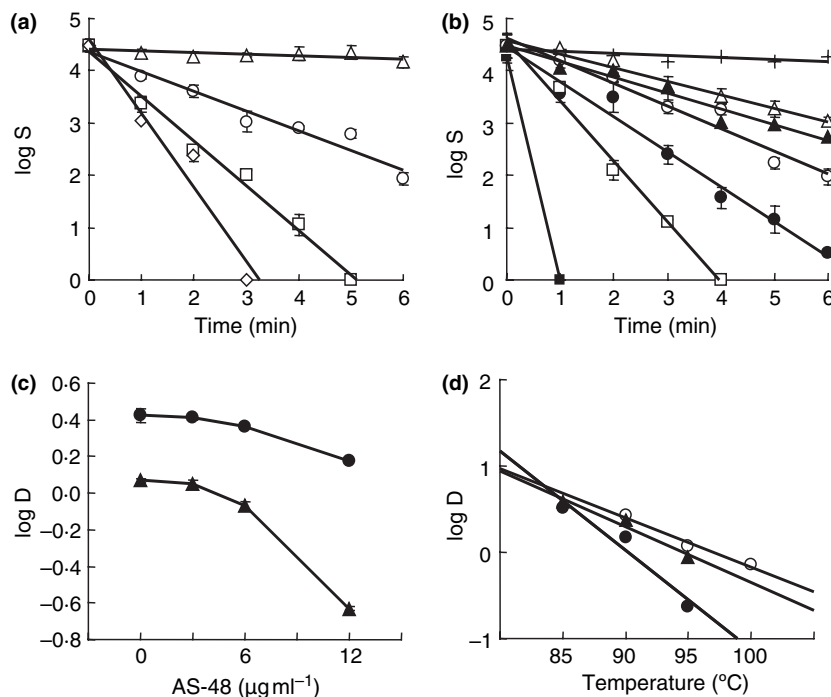 (a)
5
4
3
2
1
0
log S
0 1 2 3 4 5 6
Time (min)
(b)
5
4
3
2
1
0
log S
0 1 2 3 4 5 6
Time (min)
(c)
0·6
0·4
0·2
0·0
−0·2
−0·4
−0·6
−0·8
log D
0 6 12
AS-48 (µg ml−1)
(d)
2
1
0
−1
log D
85 90 95 100
Temperature (ºC)